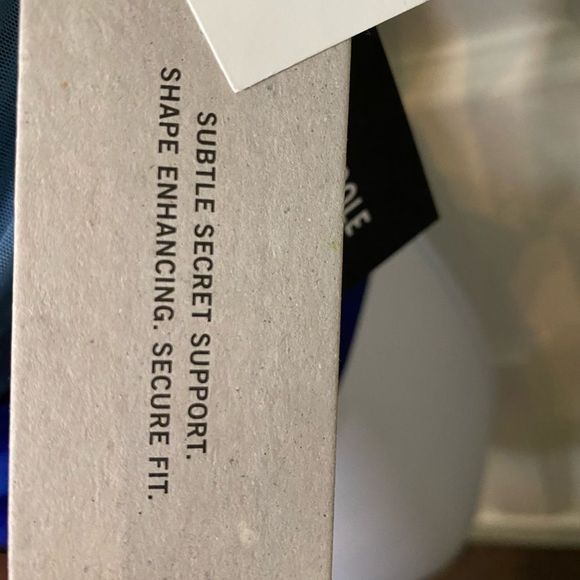 SUBTLE SECRET SUPPORT.
SHAPE ENHANCING. SECURE FIT.